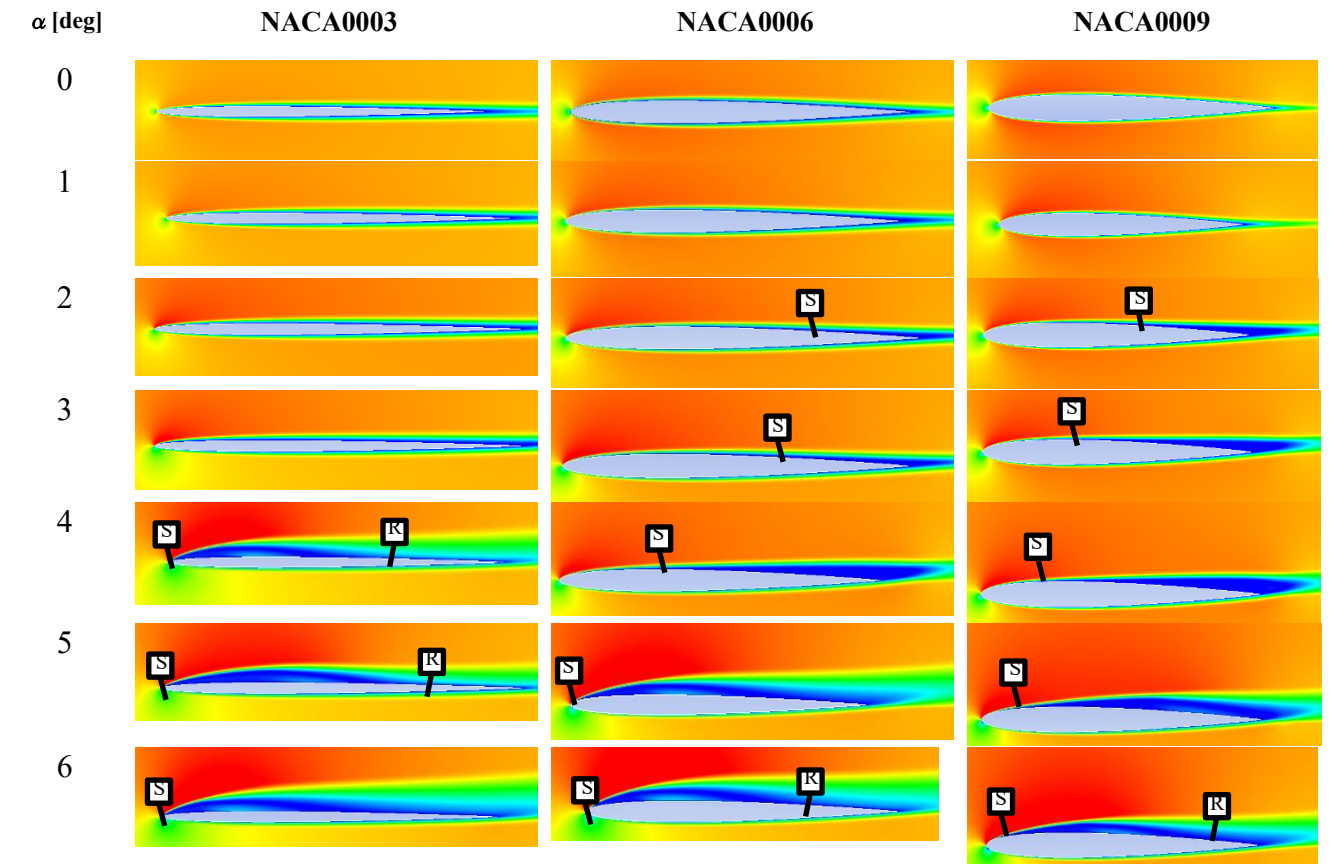 α [deg] NACA0003 NACA0006 NACA0009
0
1
2 S S
3 S S
4 S R S S
5 S R S S
6 S S R S R